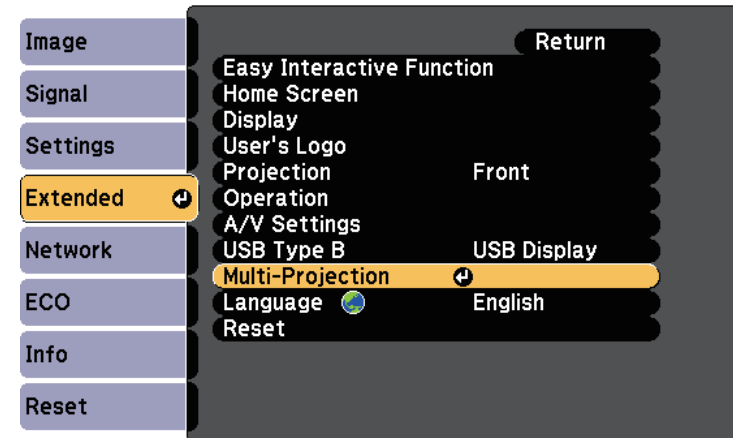 Image
Signal
Settings
Extended
Network
ECO
Info
Reset
Return
Easy Interactive Function
Home Screen
Display
User's Logo
Projection Front
Operation
A/V Settings
USB Type B USB Display
Multi-Projection
Language English
Reset